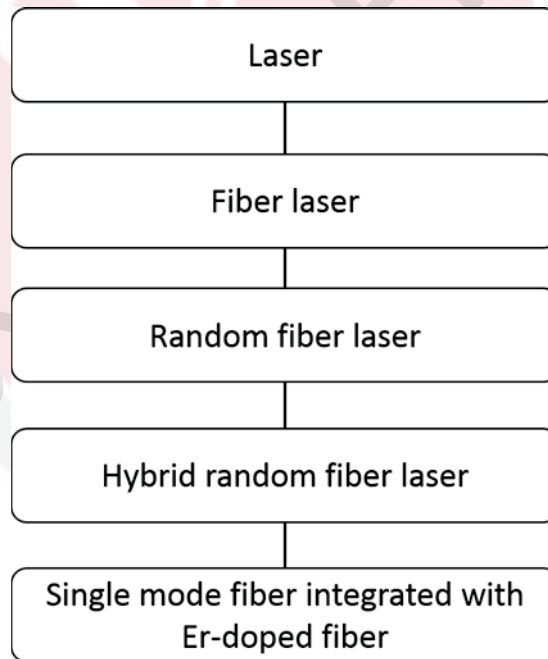 Laser
Fiber laser
Random fiber laser
Hybrid random fiber laser
Single mode fiber integrated with
Er-doped fiber